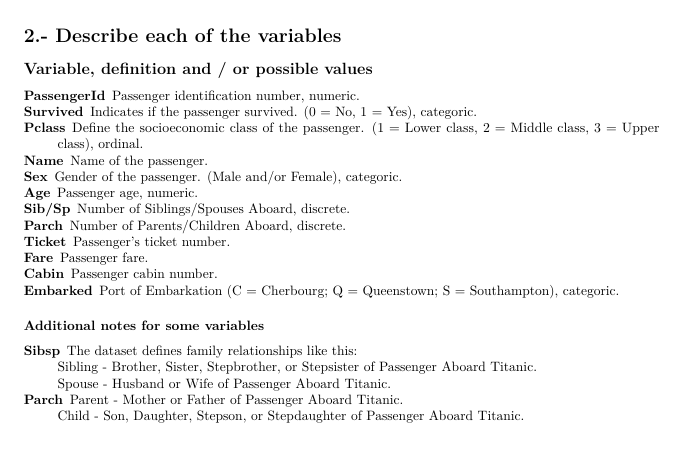 2.- Describe each of the variables
Variable, definition and / or possible values
PassengerId Passenger identification number, numeric.
Survived Indicates if the passenger survived. (0 = No, 1 = Yes), categoric.
Pclass Define the socioeconomic class of the passenger. (1 = Lower class, 2 = Middle class, 3 = Upper
class), ordinal.
Name Name of the passenger.
Sex Gender of the passenger. (Male and/or Female), categoric.
Age Passenger age, numeric.
Sib/Sp Number of Siblings/Spouses Aboard, discrete.
Parch Number of Parents/Children Aboard, discrete.
Ticket Passenger's ticket number.
Fare Passenger fare.
Cabin Passenger cabin number.
Embarked Port of Embarkation (C = Cherbourg; Q = Queenstown; S = Southampton), categoric.
Additional notes for some variables
Sibsp The dataset defines family relationships like this:
Sibling - Brother, Sister, Stepbrother, or Stepsister of Passenger Aboard Titanic.
Spouse - Husband or Wife of Passenger Aboard Titanic.
Parch Parent - Mother or Father of Passenger Aboard Titanic.
Child - Son, Daughter, Stepson, or Stepdaughter of Passenger Aboard Titanic.